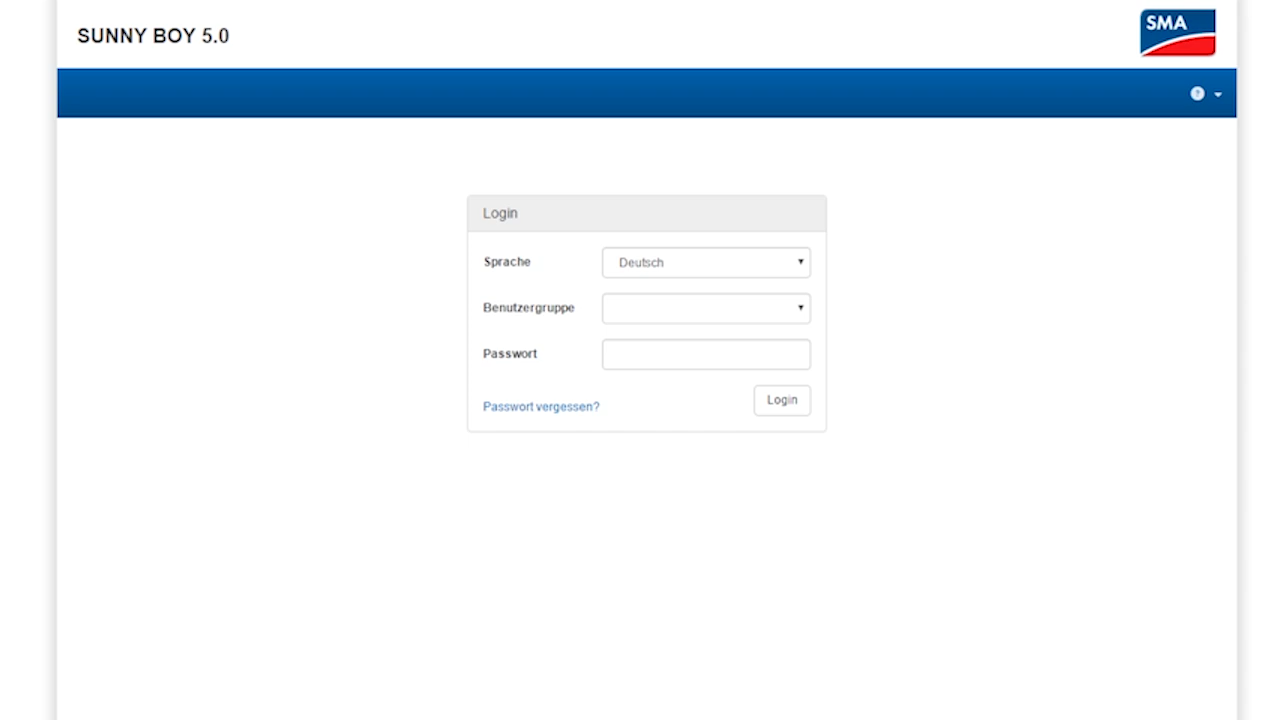 SUNNY BOY 5.0
SMA
?
Login
Sprache
Deutsch
Benutzergruppe
Passwort
Passwort vergessen?
Login